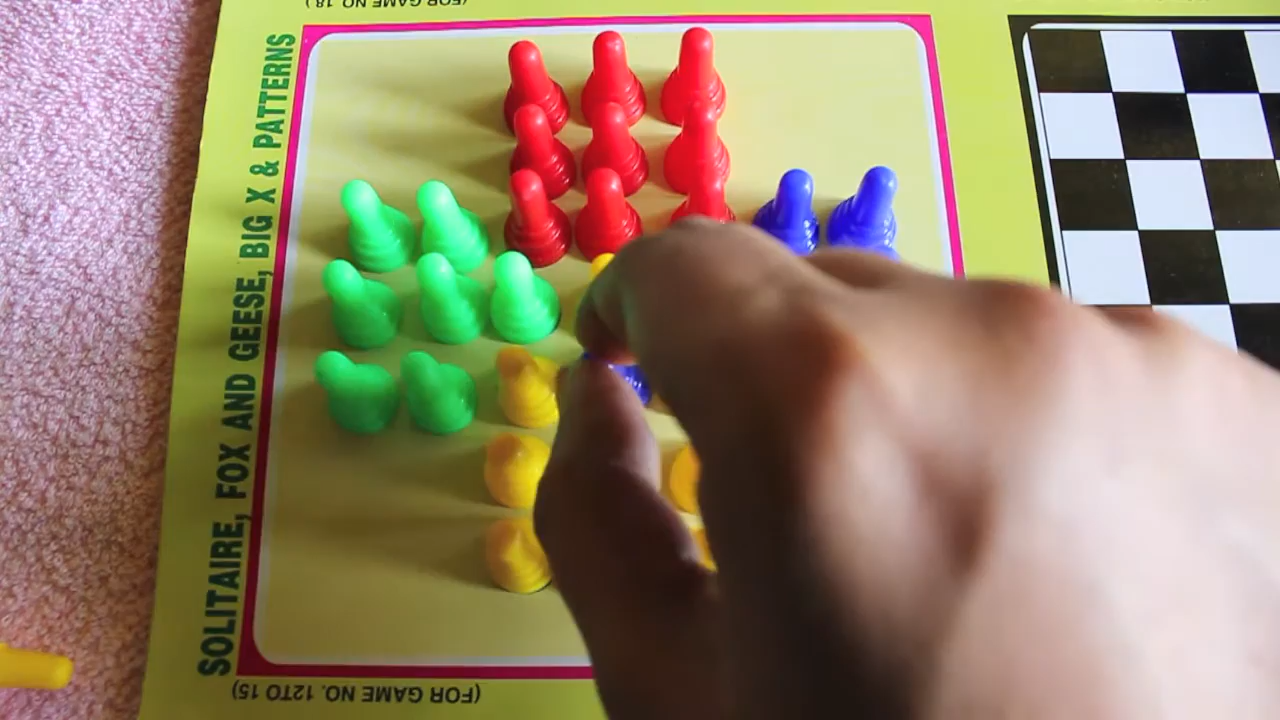 (FOR GAME NO. 18)
SOLITAIRE, FOX AND GEESE, BIG X & PATTERNS
(FOR GAME NO. 12TO 15)